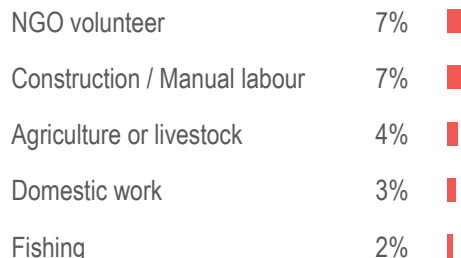 NGO volunteer 7%
Construction / Manual labour 7%
Agriculture or livestock 4%
Domestic work 3%
Fishing 2%